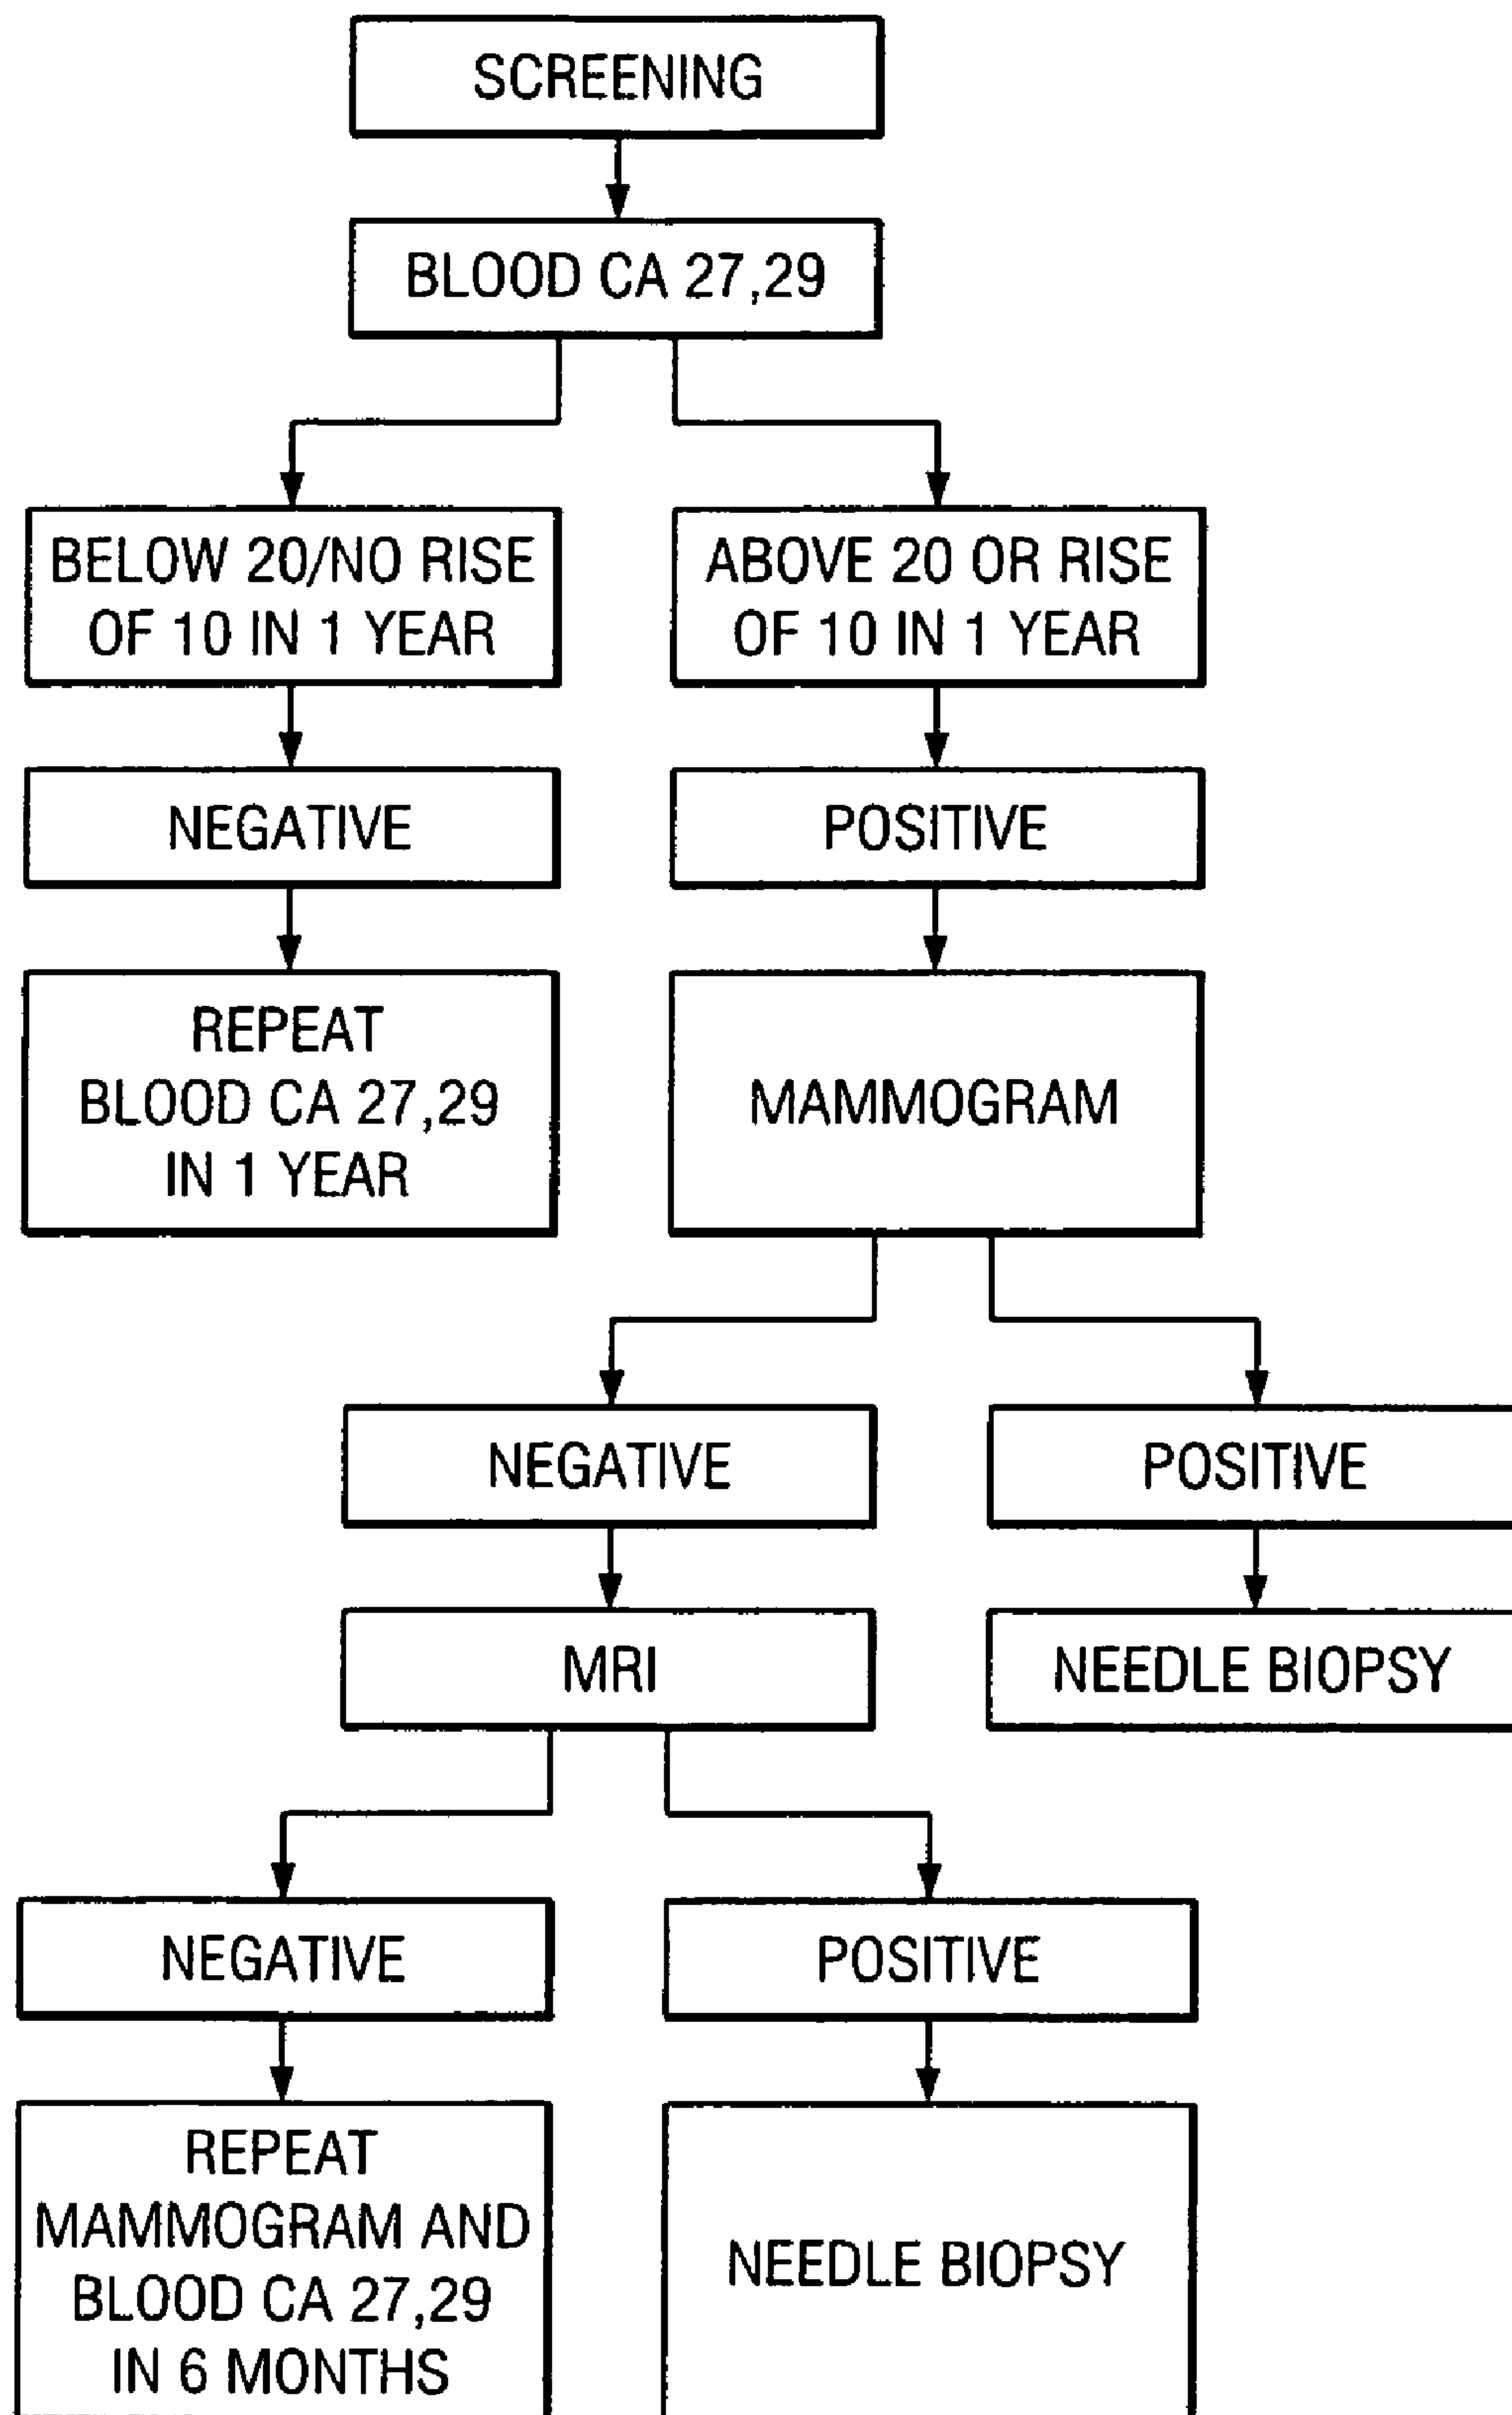 SCREENING
BLOOD CA 27,29
BELOW 20/NO RISE
OF 10 IN 1 YEAR
ABOVE 20 OR RISE
OF 10 IN 1 YEAR
NEGATIVE
POSITIVE
REPEAT
BLOOD CA 27,29
IN 1 YEAR
MAMMOGRAM
NEGATIVE
POSITIVE
MRI
NEEDLE BIOPSY
NEGATIVE
POSITIVE
REPEAT
MAMMOGRAM AND
BLOOD CA 27,29
IN 6 MONTHS
NEEDLE BIOPSY